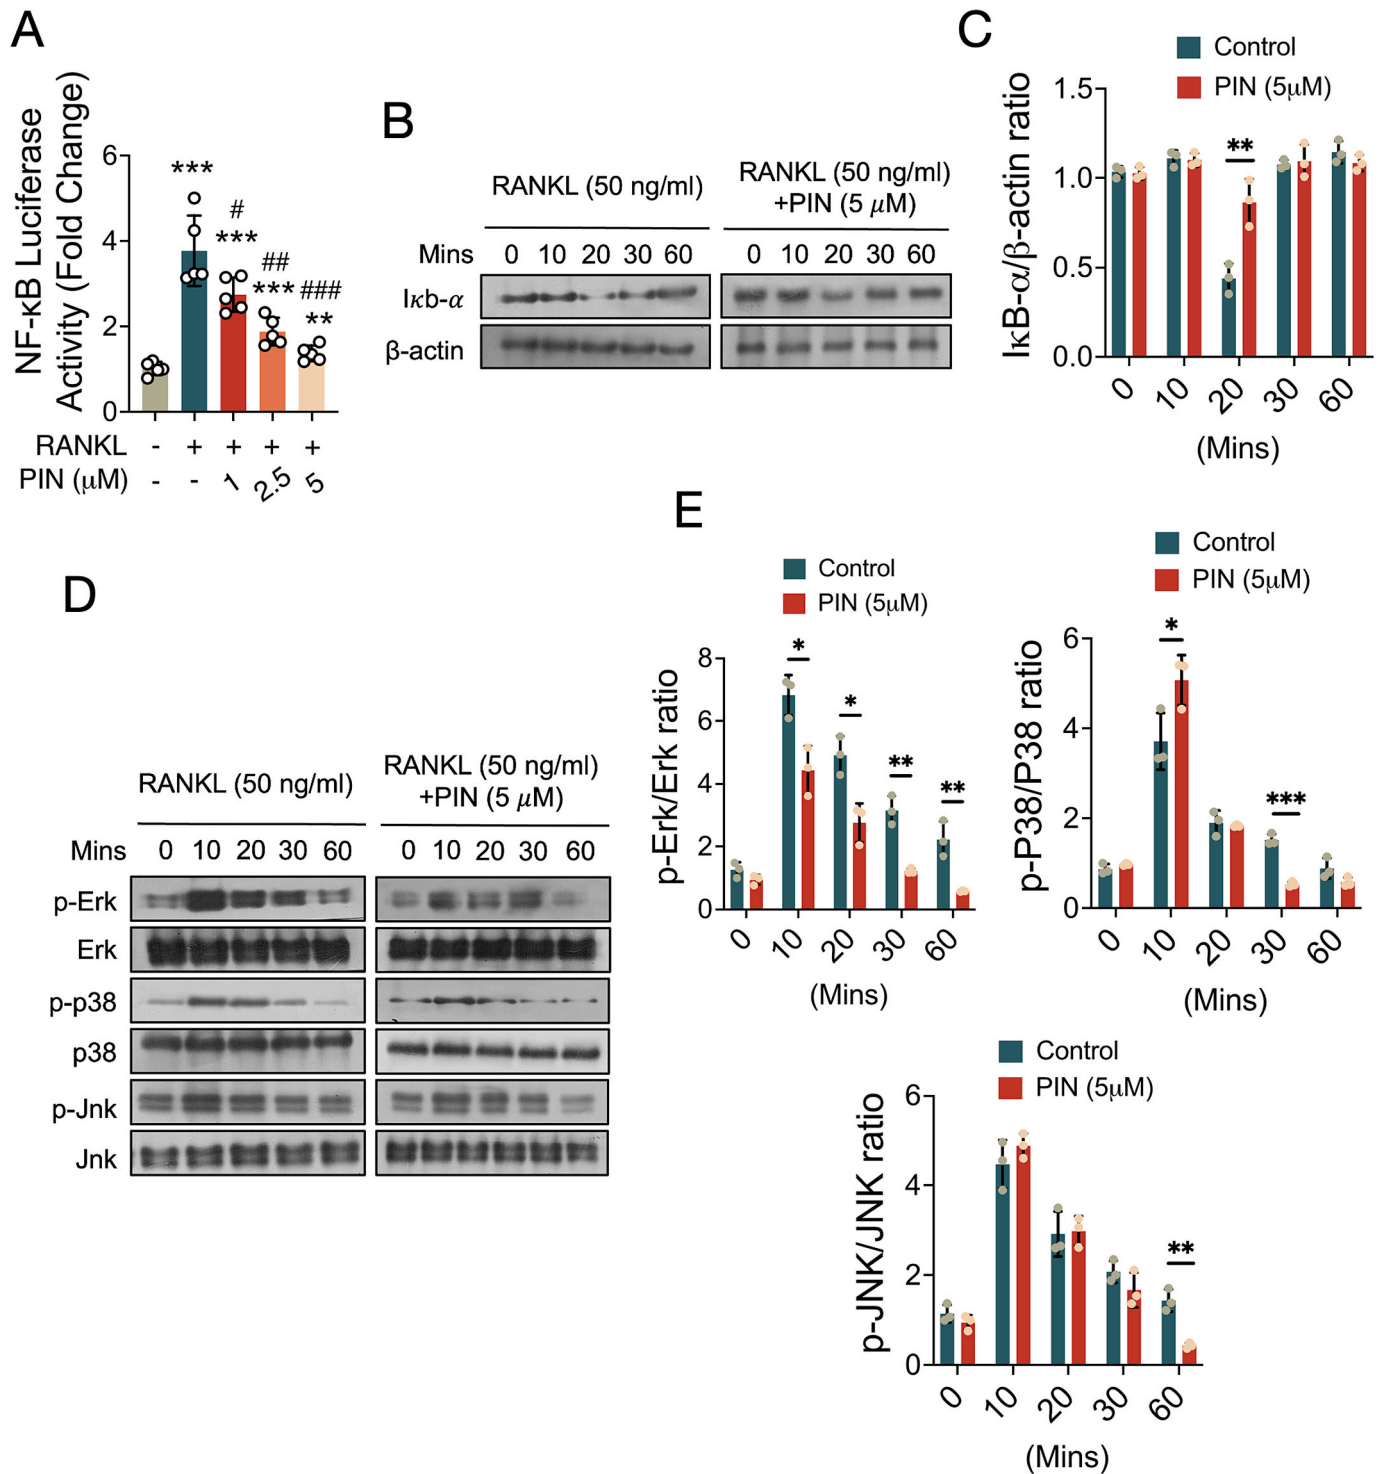 A
NF-κB Luciferase
Activity (Fold Change)
6
4
2
0
***
#
***
##
***
###
**
RANKL - + + + +
PIN (μM) - - 1 2.5 5
B
RANKL (50 ng/ml)
RANKL (50 ng/ml)
+PIN (5 μM)
Mins 0 10 20 30 60 0 10 20 30 60
Iκb-α
β-actin
C
Control
PIN (5μM)
IκB-α/β-actin ratio
1.5
1.0
0.5
0.0
**
0 10 20 30 60
(Mins)
D
RANKL (50 ng/ml)
RANKL (50 ng/ml)
+PIN (5 μM)
Mins 0 10 20 30 60 0 10 20 30 60
p-Erk
Erk
p-p38
p38
p-Jnk
Jnk
E
Control
PIN (5μM)
p-Erk/Erk ratio
8
6
4
2
0
*
*
**
**
0 10 20 30 60
(Mins)
Control
PIN (5μM)
p-P38/P38 ratio
6
4
2
0
*
***
0 10 20 30 60
(Mins)
Control
PIN (5μM)
p-JNK/JNK ratio
6
4
2
0
**
0 10 20 30 60
(Mins)